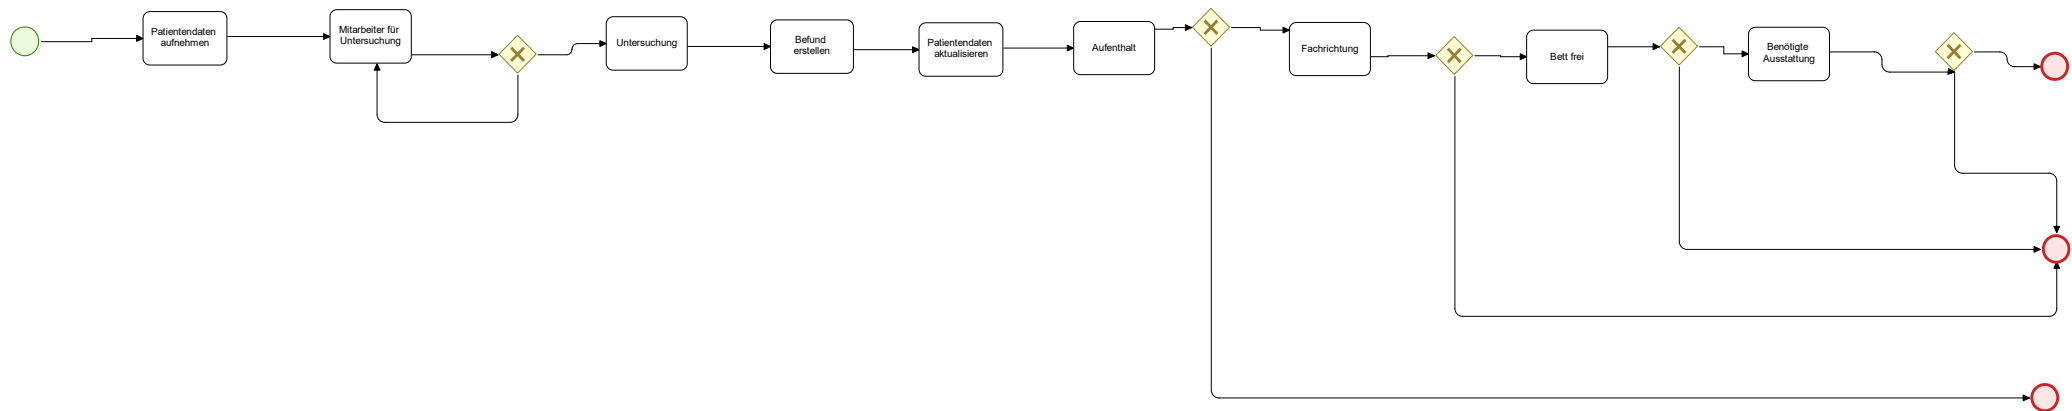 Patientendaten
aufnehmen
Mitarbeiter für
Untersuchung
Untersuchung
Befund
erstellen
Patientendaten
aktualisieren
Aufenthalt
Fachrichtung
Bett frei
Benötigte
Ausstattung